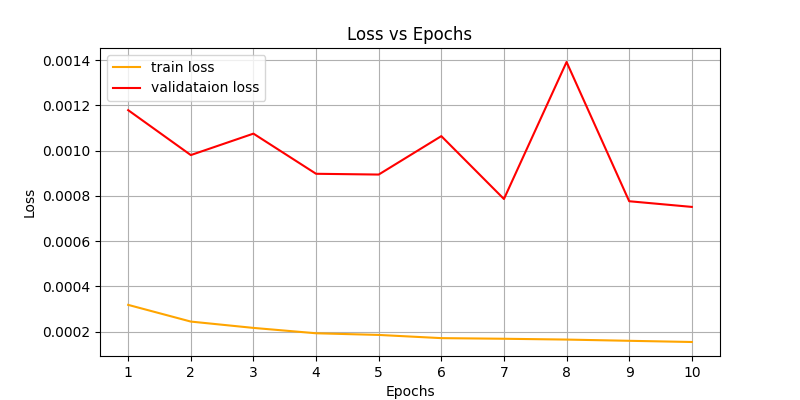 Loss vs Epochs
train loss
validataion loss
0.0014
0.0012
0.0010
0.0008
0.0006
0.0004
0.0002
Loss
1 2 3 4 5 6 7 8 9 10
Epochs